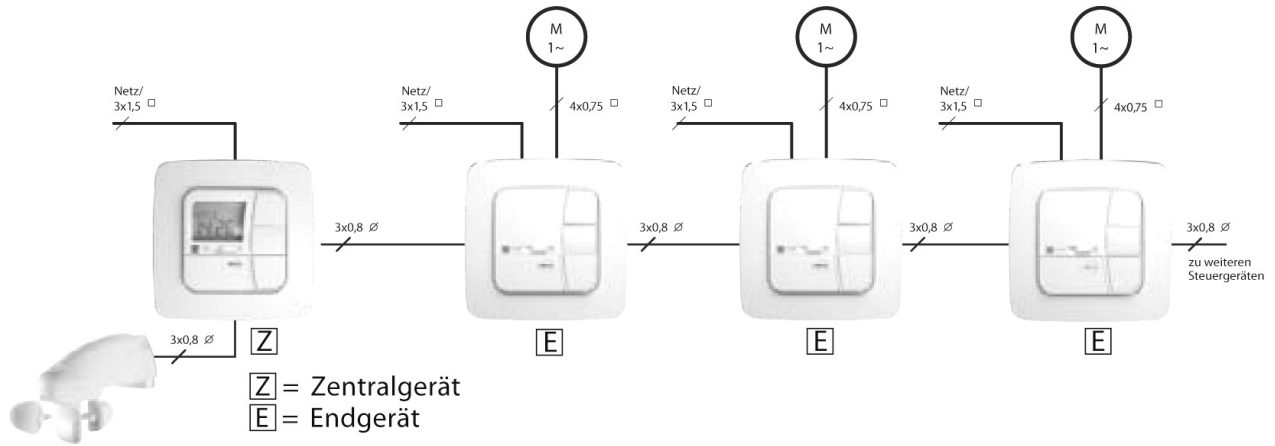 M
1~
M
1~
M
1~
Netz/
3x1,5 □
Netz/
3x1,5 □
4x0,75 □
Netz/
3x1,5 □
4x0,75 □
Netz/
3x1,5 □
4x0,75 □
3x0,8 Ø
3x0,8 Ø
3x0,8 Ø
3x0,8 Ø
zu weiteren
Steuergeräten
3x0,8 Ø
Z
E
E
E
Z = Zentralgerät
E = Endgerät